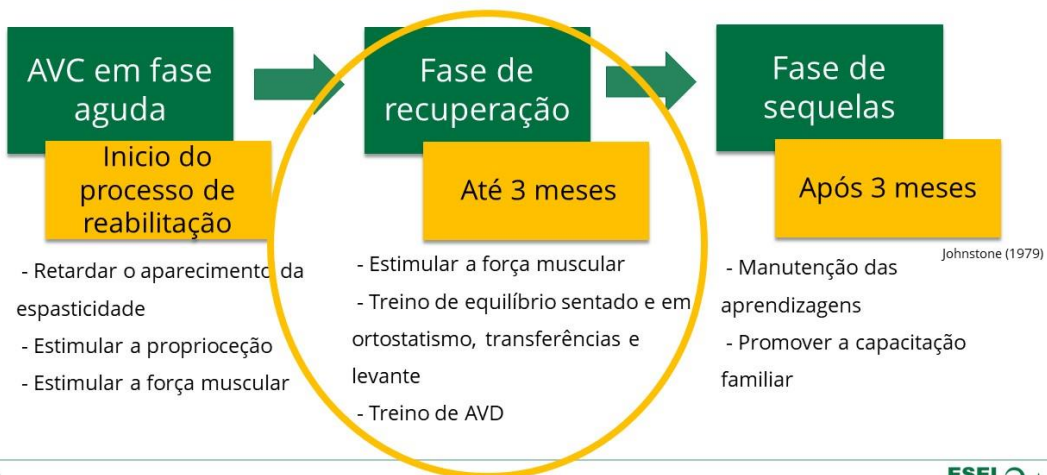 AVC em fase
aguda
Inicio do
processo de
reabilitação
- Retardar o aparecimento da
espasticidade
- Estimular a proprioceção
- Estimular a força muscular
Fase de
recuperação
Até 3 meses
- Estimular a força muscular
- Treino de equilíbrio sentado e em
ortostatismo, transferências e
levante
- Treino de AVD
Fase de
sequelas
Após 3 meses
Johnstone (1979)
- Manutenção das
aprendizagens
- Promover a capacitação
familiar